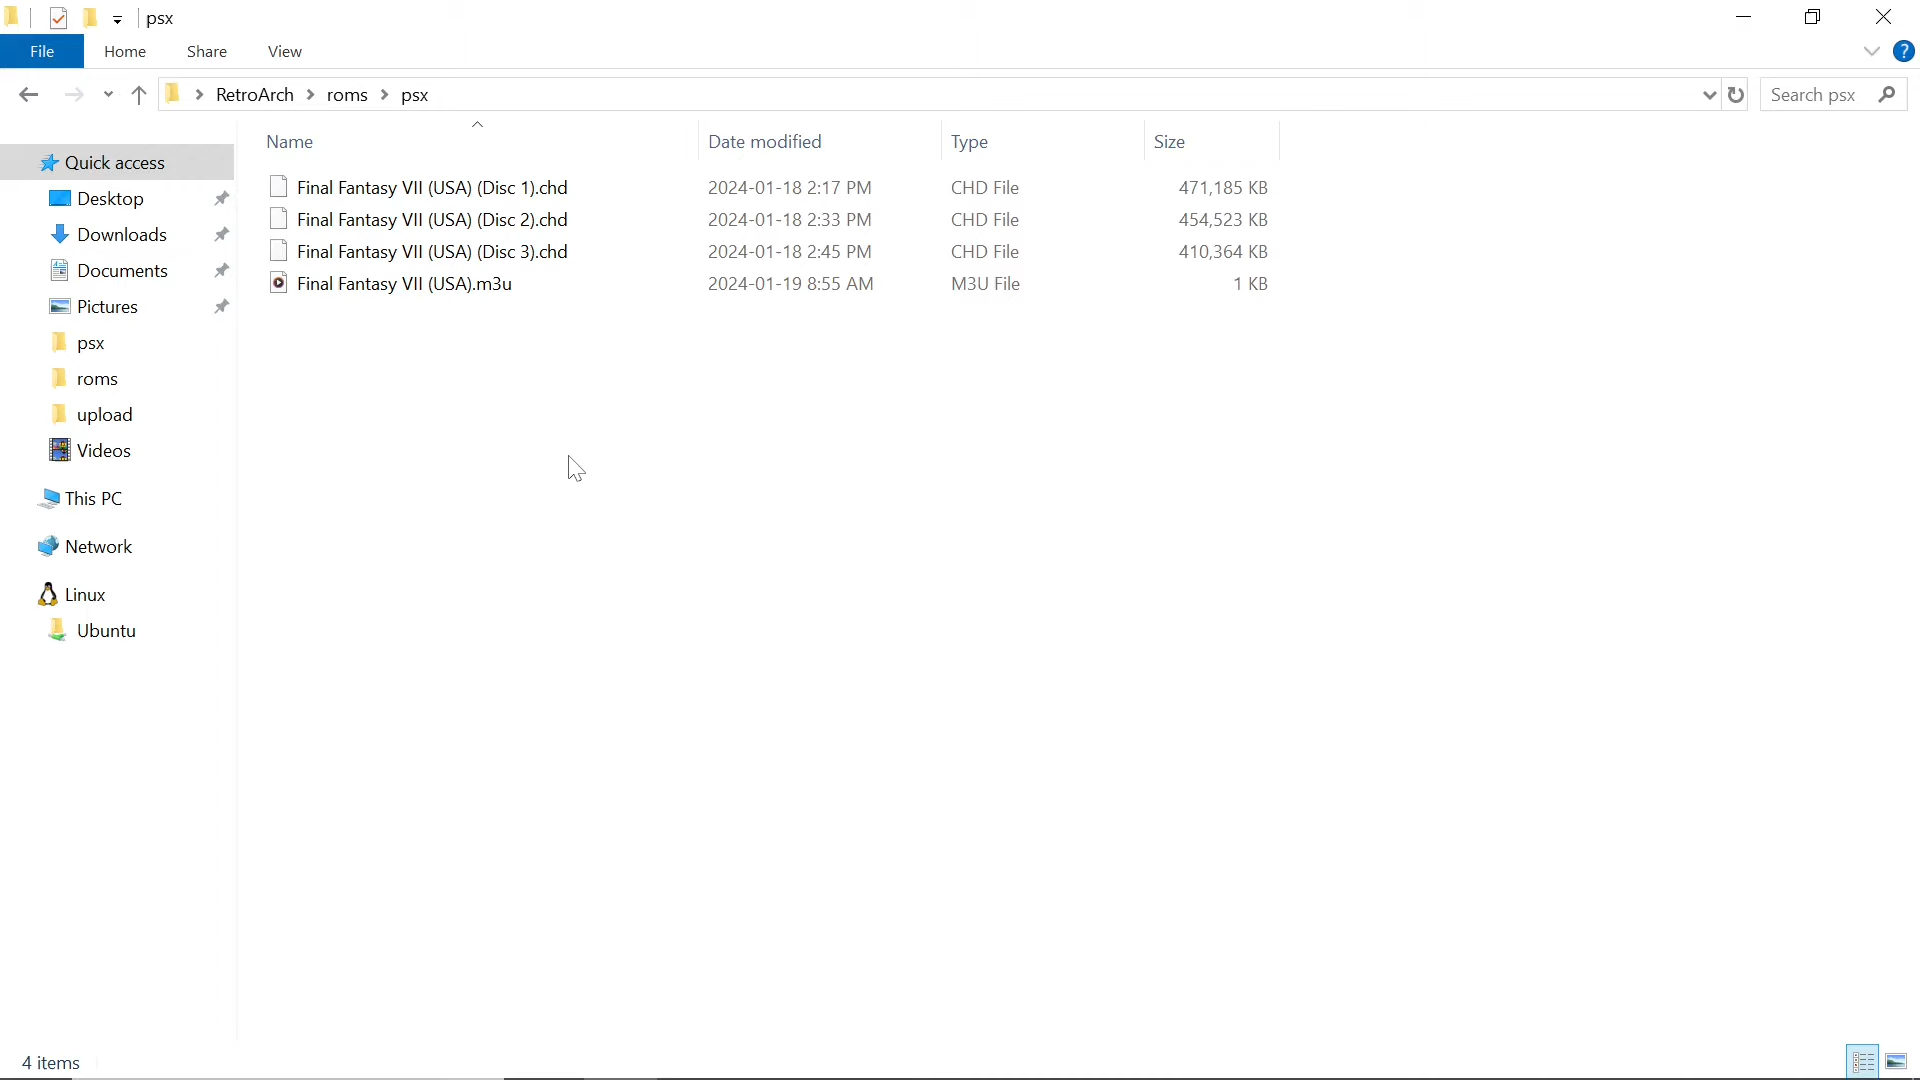 psx
File Home Share View
?
RetroArch roms psx
Search psx
Name Date modified Type Size
Quick access
Desktop
Downloads
Documents
Pictures
psx
roms
upload
Videos
This PC
Network
Linux
Ubuntu
Final Fantasy VII (USA) (Disc 1).chd 2024-01-18 2:17 PM CHD File 471,185 KB
Final Fantasy VII (USA) (Disc 2).chd 2024-01-18 2:33 PM CHD File 454,523 KB
Final Fantasy VII (USA) (Disc 3).chd 2024-01-18 2:45 PM CHD File 410,364 KB
Final Fantasy VII (USA).m3u 2024-01-19 8:55 AM M3U File 1 KB
4 items